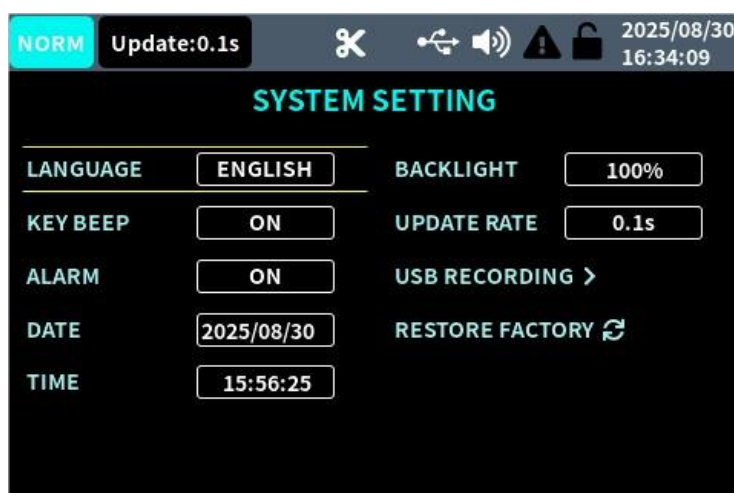 NORM Update:0.1s 2025/08/30
16:34:09
SYSTEM SETTING
LANGUAGE ENGLISH BACKLIGHT 100%
KEY BEEP ON UPDATE RATE 0.1s
ALARM ON USB RECORDING >
DATE 2025/08/30 RESTORE FACTORY
TIME 15:56:25